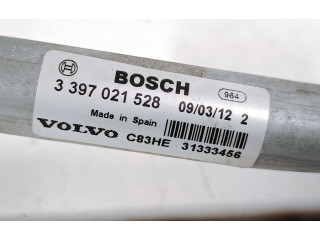 BOSCH 964
3 397 021 528 09/03/12 2
Made in Spain
VOLVO C83HE 31333456